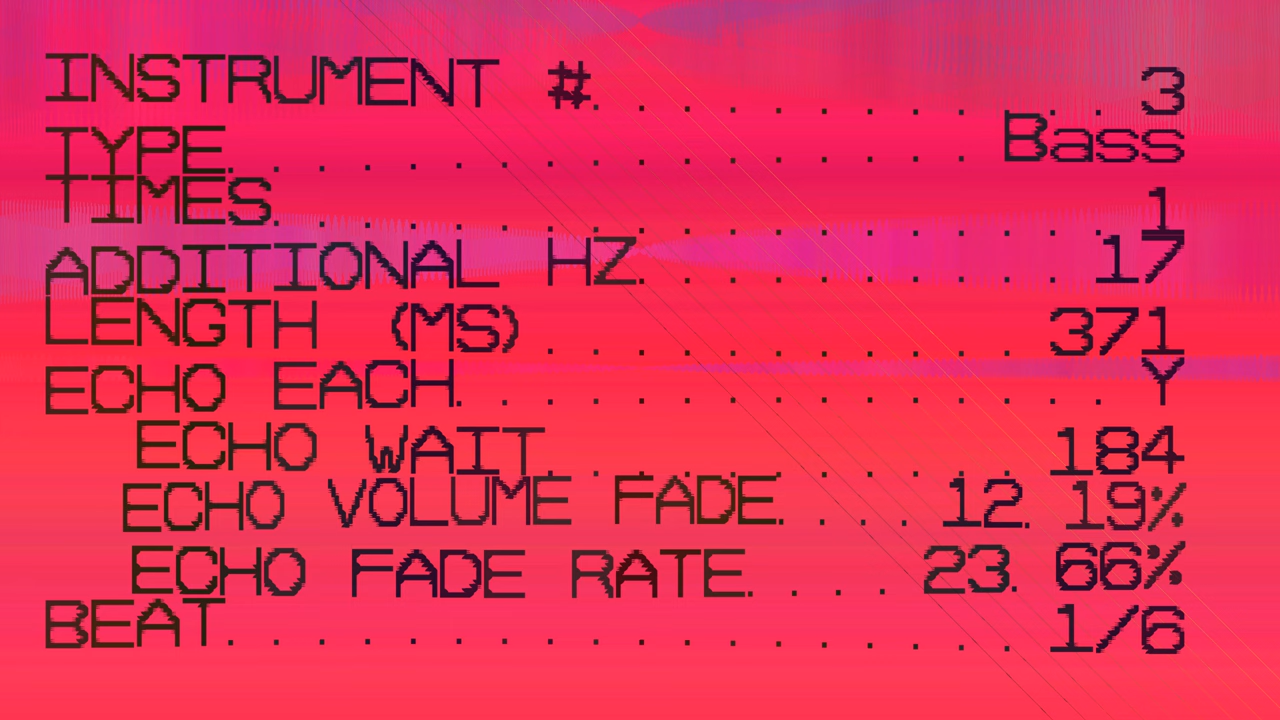 INSTRUMENT #. . . . . . . . . . . . 3
TYPE. . . . . . . . . . . . . . . . . Bass
TIMES. . . . . . . . . . . . . . . . . . . 1
ADDITIONAL HZ. . . . . . . . . . 17
LENGTH (MS) . . . . . . . . . . . 371
ECHO EACH. . . . . . . . . . . . . . . Y
ECHO WAIT. . . . . . . . . . . 184
ECHO VOLUME FADE. . . . 12. 19%
ECHO FADE RATE. . . . 23. 66%
BEAT. . . . . . . . . . . . . . . . . . 1/6